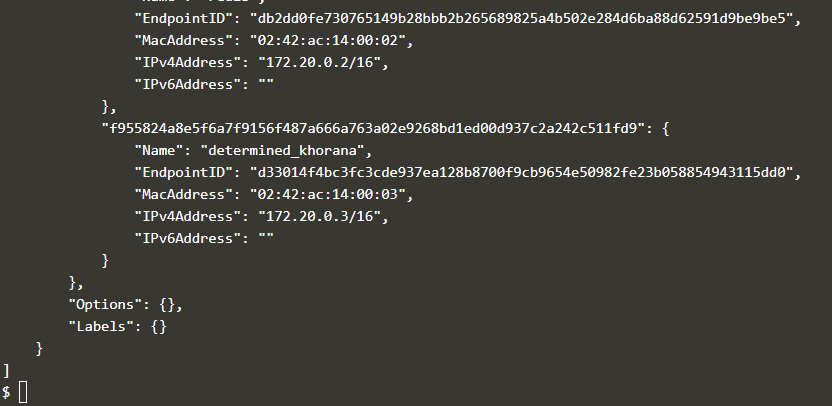 "EndpointID": "db2dd0fe730765149b28bbb2b265689825a4b502e284d6ba88d62591d9be9be5",
"MacAddress": "02:42:ac:14:00:02",
"IPv4Address": "172.20.0.2/16",
"IPv6Address": ""
},
"f955824a8e5f6a7f9156f487a666a763a02e9268bd1ed00d937c2a242c511fd9": {
"Name": "determined_khorana",
"EndpointID": "d33014f4bc3fc3cde937ea128b8700f9cb9654e50982fe23b058854943115dd0",
"MacAddress": "02:42:ac:14:00:03",
"IPv4Address": "172.20.0.3/16",
"IPv6Address": ""
}
},
"Options": {},
"Labels": {}
}
]
$